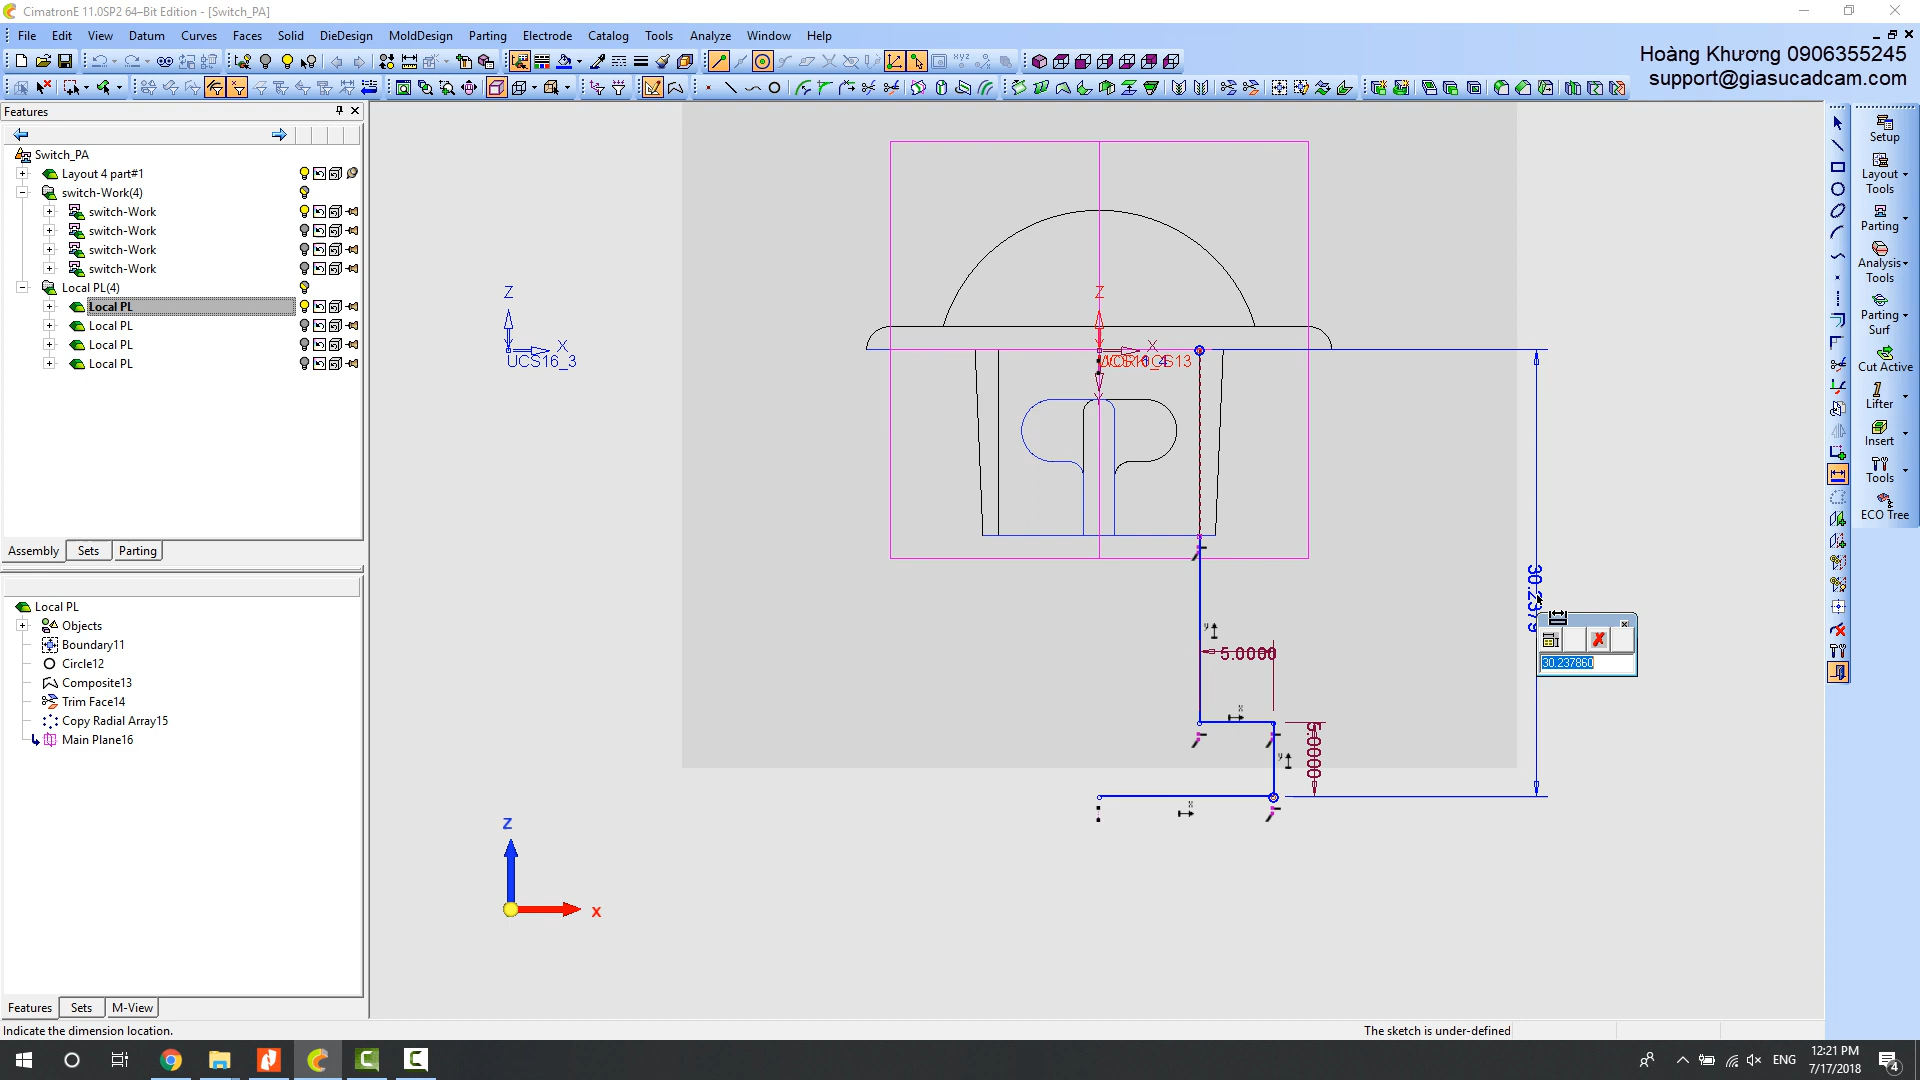 CimatronE 11.0SP2 64–Bit Edition - [Switch_PA]
File Edit View Datum Curves Faces Solid DieDesign MoldDesign Parting Electrode Catalog Tools Analyze Window Help
Hoàng Khương 0906355245
support@giasucadcam.com
Features
Switch_PA
Layout 4 part#1
switch-Work(4)
switch-Work
switch-Work
switch-Work
switch-Work
Local PL(4)
Local PL
Local PL
Local PL
Local PL
Assembly Sets Parting
Local PL
Objects
Boundary11
Circle12
Composite13
Trim Face14
Copy Radial Array15
Main Plane16
Features Sets M-View
Z
X
UCS16_3
Z
X
Y
5.0000
5.0000
30.2379
30.237860
Z
X
Setup
Layout
Tools
Parting
Analysis
Tools
Parting
Surf
Cut Active
Lifter
Insert
Tools
ECO Tree
Indicate the dimension location.
The sketch is under-defined
ENG
12:21 PM
7/17/2018
4